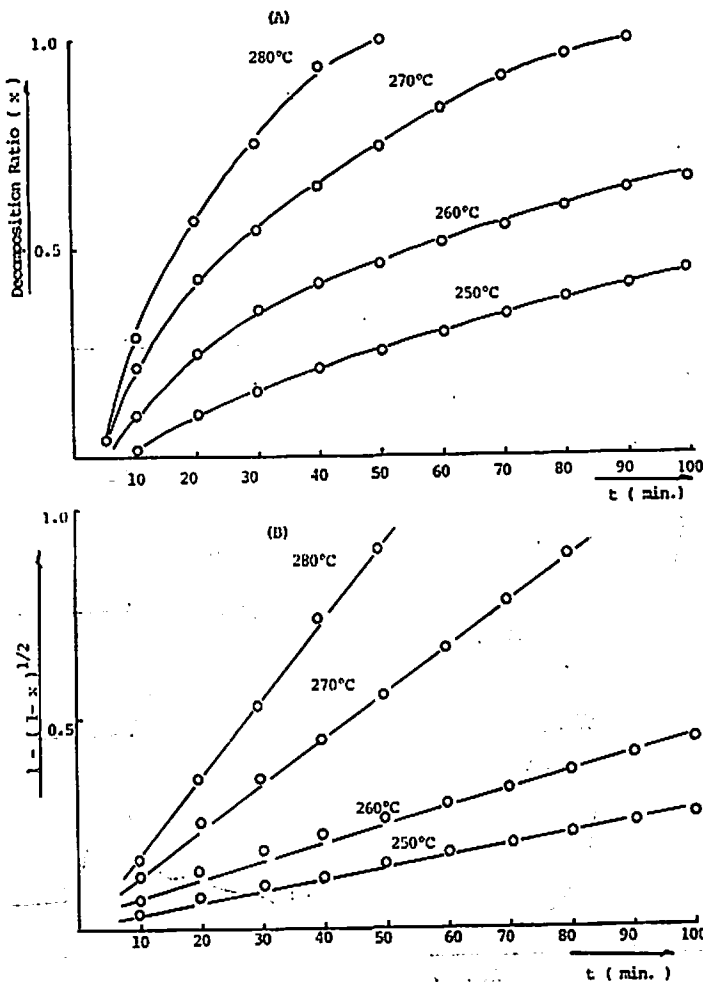 (A)
1.0
280°C
270°C
Decomposition Ratio ( x )
260°C
0.5
250°C
10 20 30 40 50 60 70 80 90 100
t ( min.)
1.0
(B)
280°C
1 - ( 1- x )1/2
270°C
0.5
260°C
250°C
10 20 30 40 50 60 70 80 90 100
t ( min.)